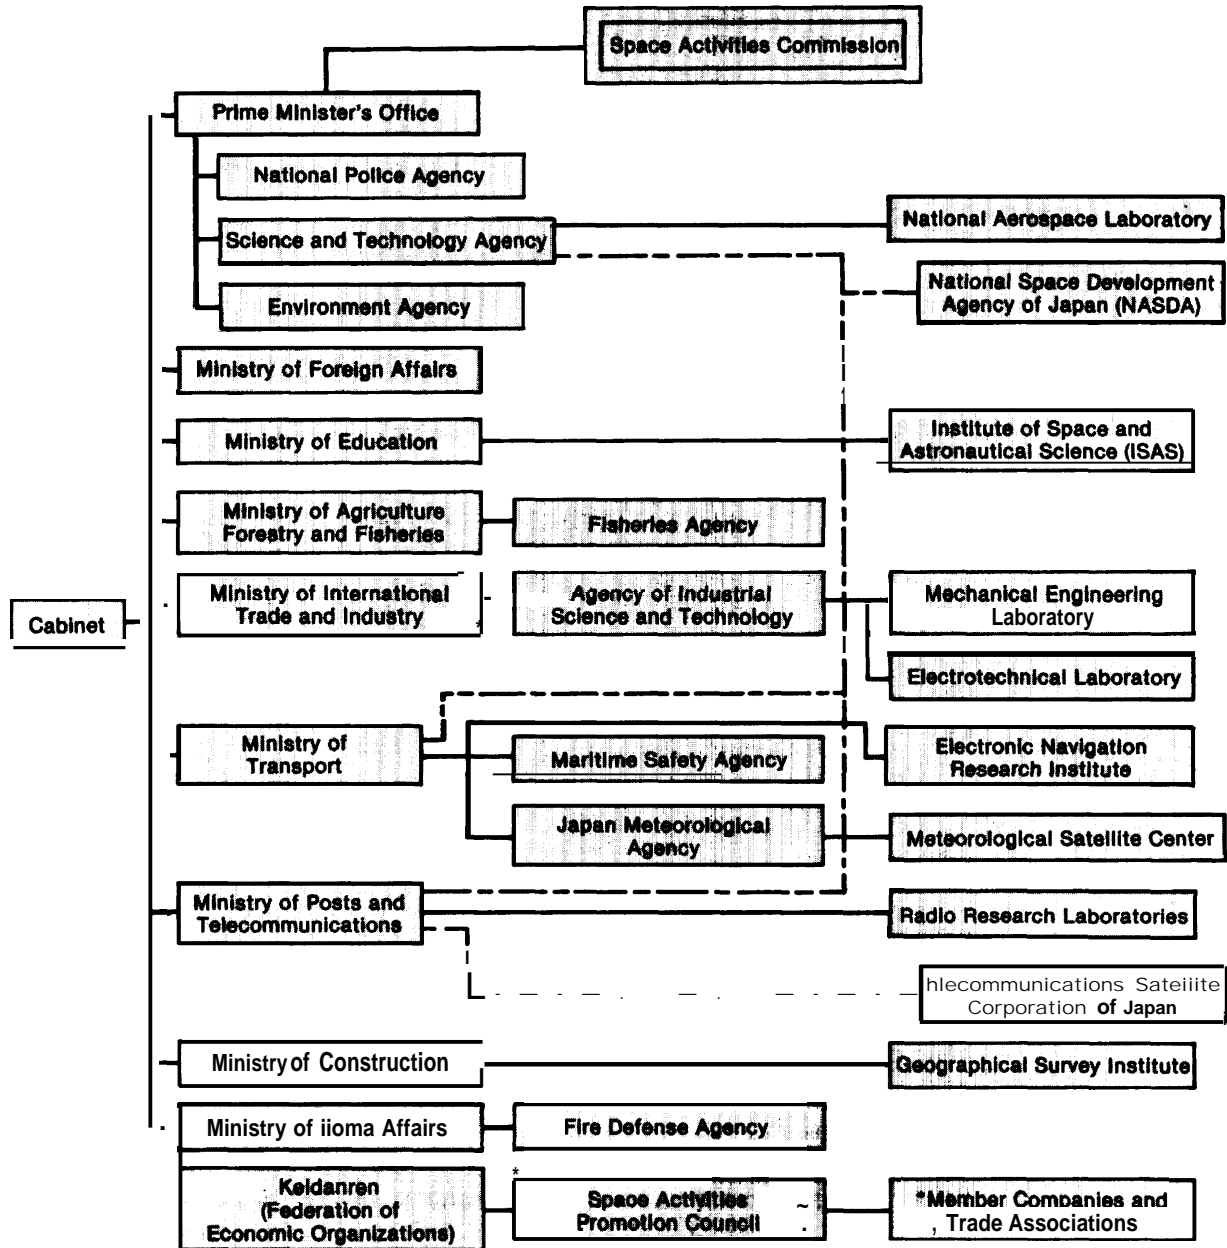 Space Activities Commission
Prime Minister's Office
National Police Agency
National Aerospace Laboratory
Science and Technology Agency
National Space Development
Agency of Japan (NASDA)
Environment Agency
Ministry of Foreign Affairs
Ministry of Education
Institute of Space and
Astronautical Science (ISAS)
Ministry of Agriculture
Forestry and Fisheries
Fisheries Agency
Ministry of International
Trade and Industry
Agency of Industrial
Science and Technology
Mechanical Engineering
Laboratory
Cabinet
Electrotechnical Laboratory
Ministry of
Transport
Maritime Safety Agency
Electronic Navigation
Research Institute
Japan Meteorological
Agency
Meteorological Satellite Center
Ministry of Posts and
Telecommunications
Radio Research Laboratories
hlecommunications Sateiiite
Corporation of Japan
Ministry of Construction
Geographical Survey Institute
Ministry of iioma Affairs
Fire Defense Agency
Keidanren
(Federation of
Economic Organizations)
Space Activities
Promotion Council
*Member Companies and
, Trade Associations